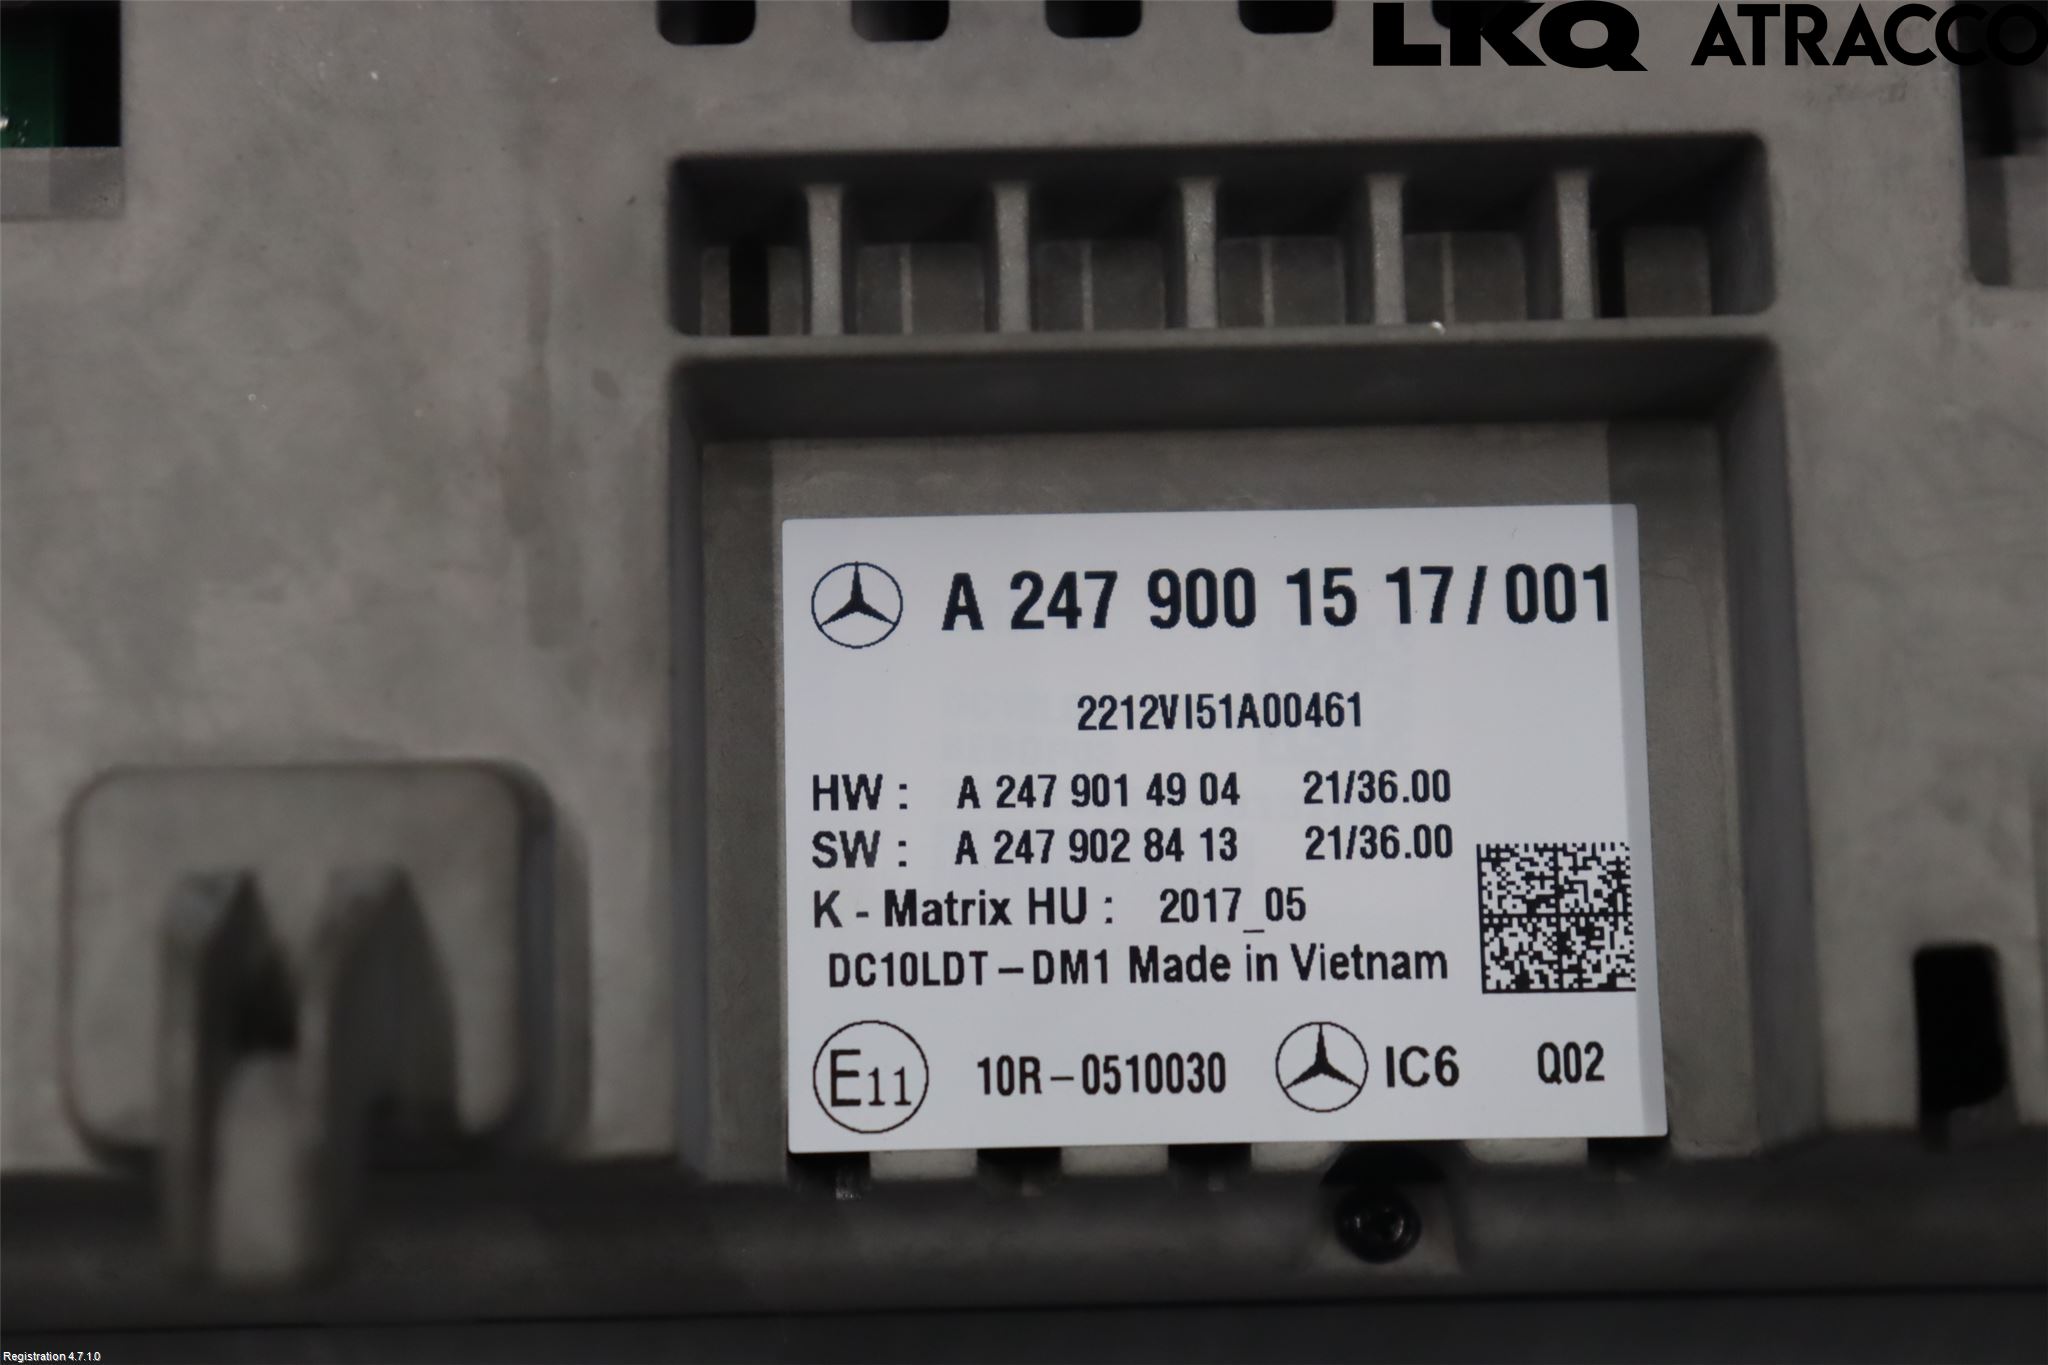 LKQ ATRACCO
A 247 900 15 17/001
2212VI51A00461
HW : A 247 901 49 04 21/36.00
SW : A 247 902 84 13 21/36.00
K - Matrix HU : 2017_05
DC10LDT-DM1 Made in Vietnam
E11 10R-0510030 IC6 Q02
Registration 4.7.1.0